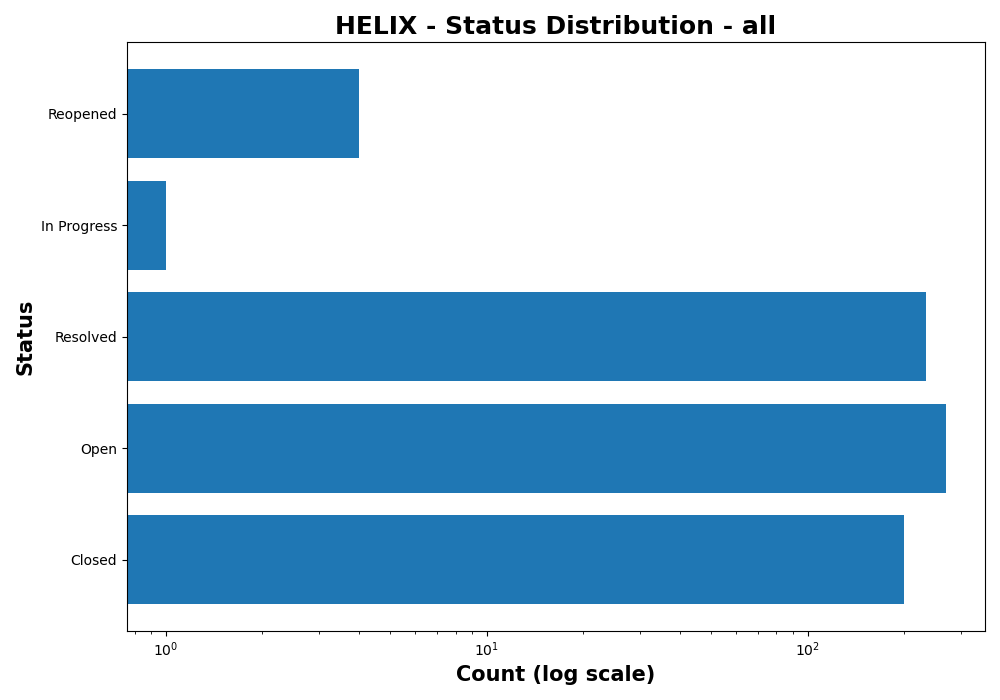 HELIX - Status Distribution - all
Status
Reopened
In Progress
Resolved
Open
Closed
10⁰ 10¹ 10²
Count (log scale)